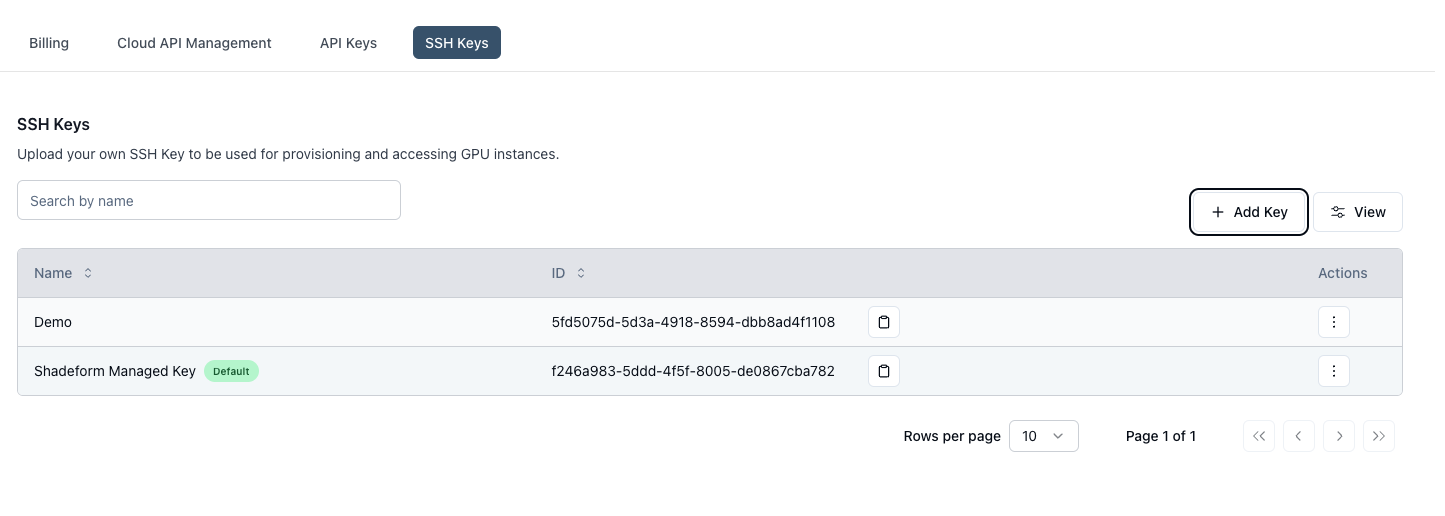 Billing Cloud API Management API Keys SSH Keys
SSH Keys
Upload your own SSH Key to be used for provisioning and accessing GPU instances.
Search by name
Add Key View
Name ID Actions
Demo 5fd5075d-5d3a-4918-8594-dbb8ad4f1108
Shadeform Managed Key Default f246a983-5ddd-4f5f-8005-de0867cba782
Rows per page 10 Page 1 of 1